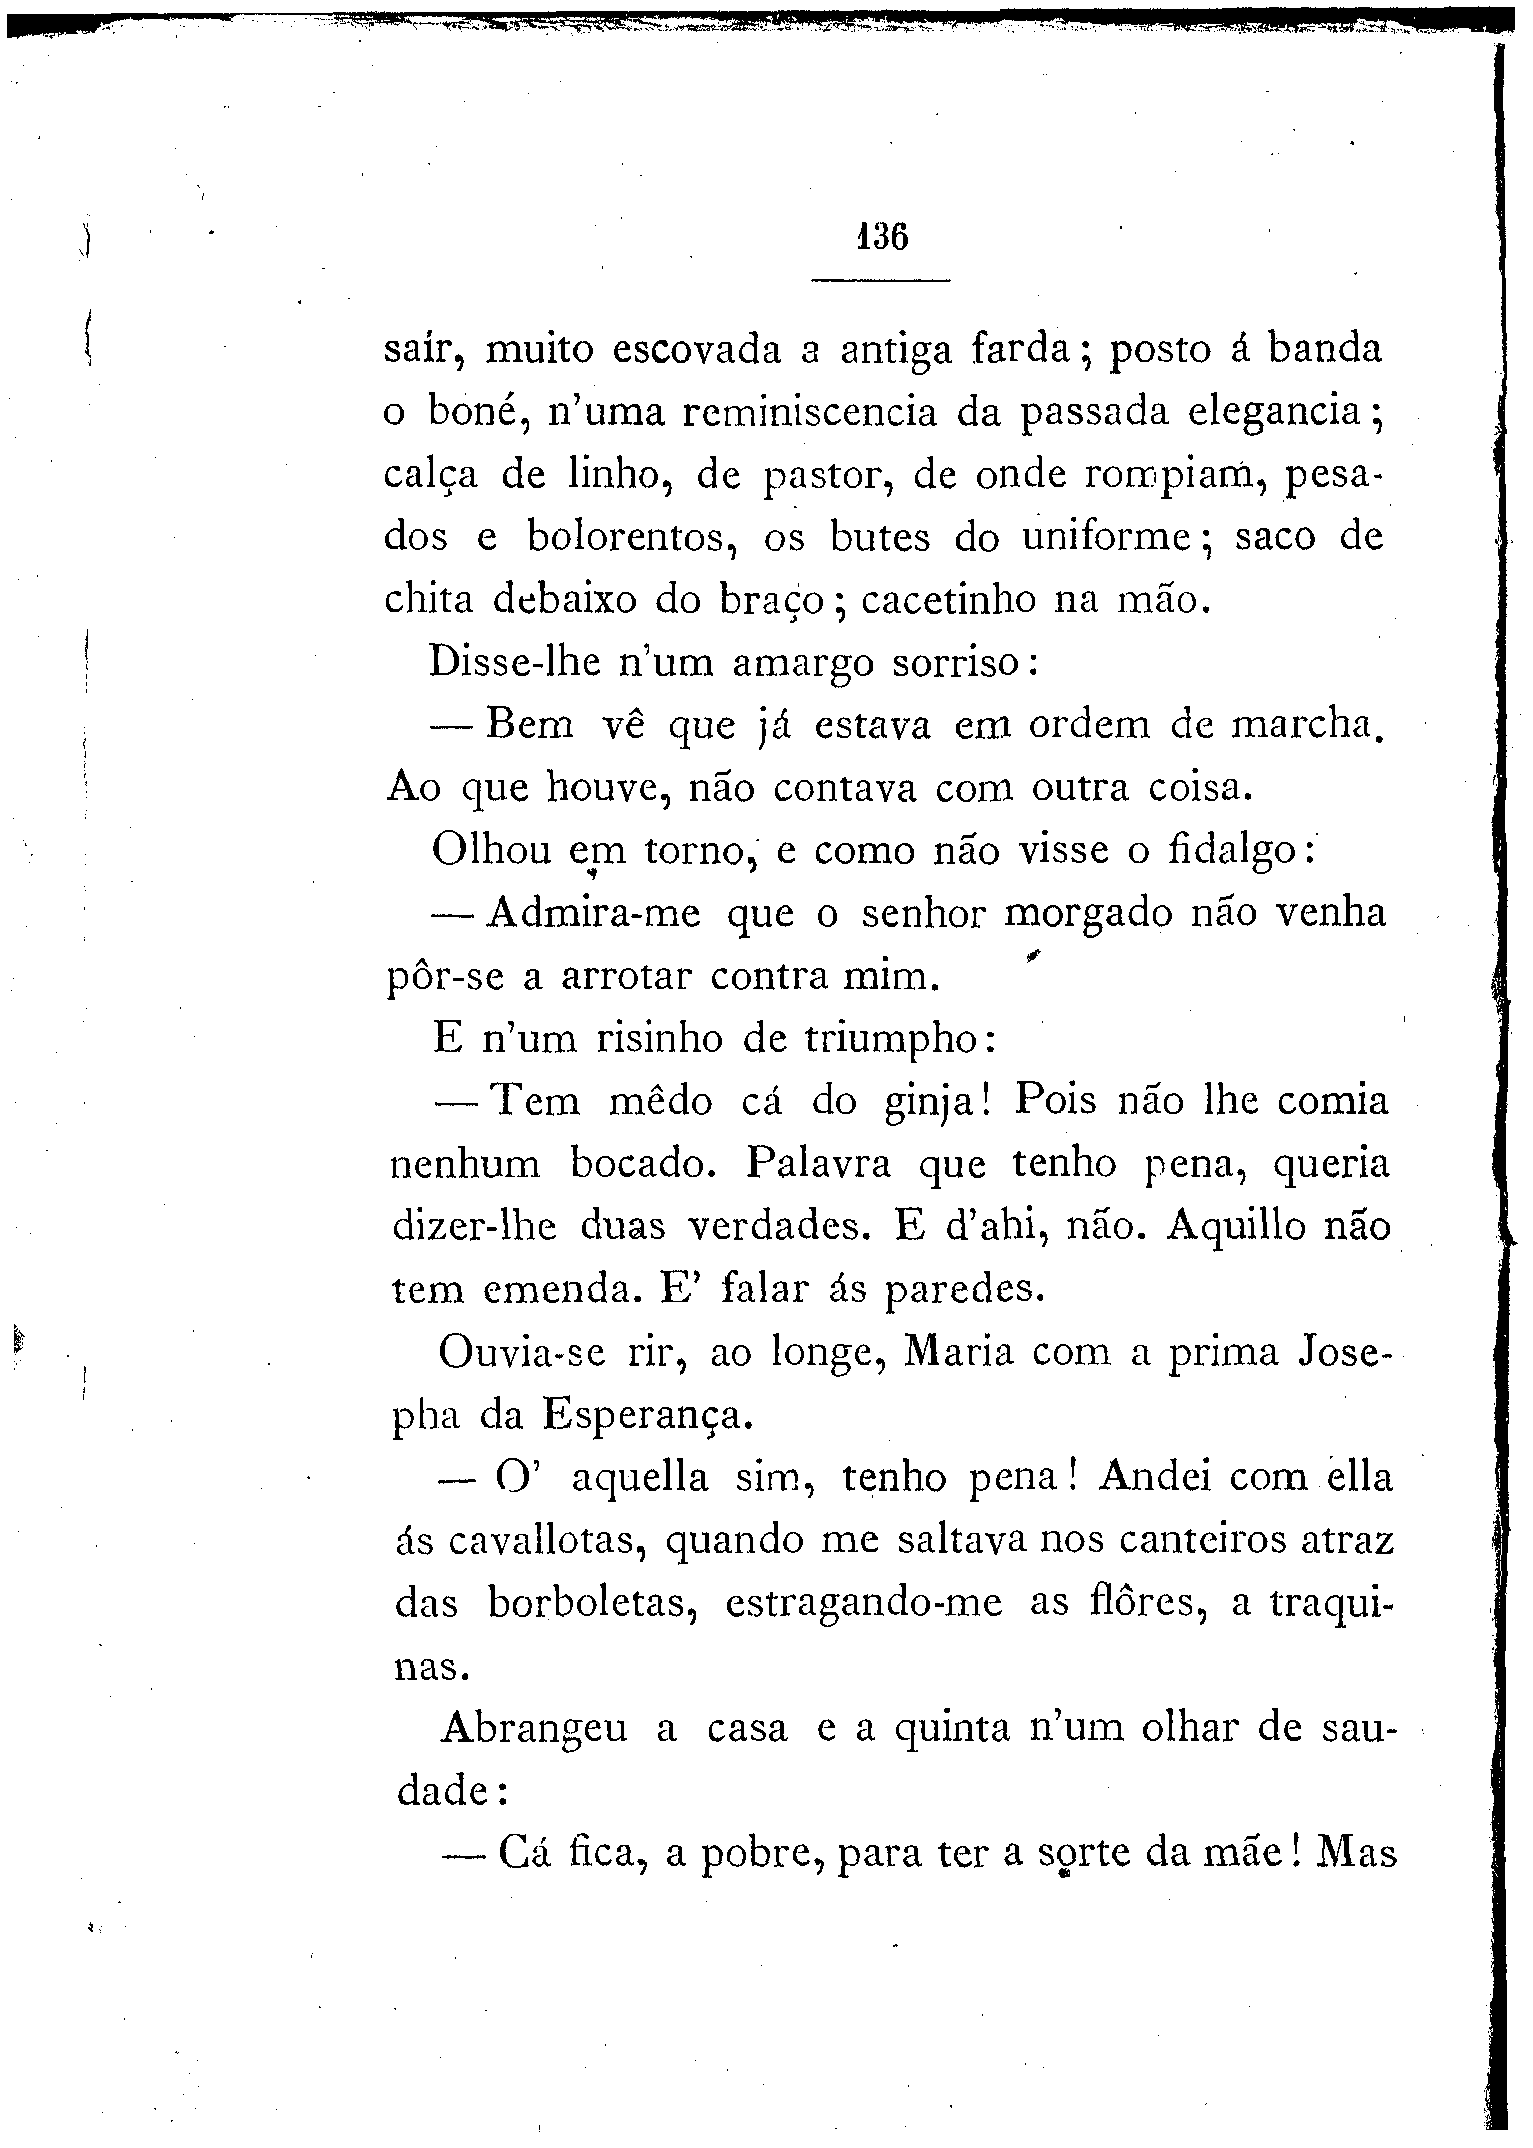 136
saír, muito escovada a antiga farda; posto á banda
o boné, n'uma reminiscencia da passada elegancia;
calça de linho, de pastor, de onde rompiam, pesa-
dos e bolorentos, os butes do uniforme; saco de
chita debaixo do braço; cacetinho na mão.
Disse-lhe n'um amargo sorriso:
— Bem vê que já estava em ordem de marcha.
Ao que houve, não contava com outra coisa.
Olhou em torno, e como não visse o fidalgo:
— Admira-me que o senhor morgado não venha
pôr-se a arrotar contra mim.
E n'um risinho de triumpho:
— Tem mêdo cá do ginja! Pois não lhe comia
nenhum bocado. Palavra que tenho pena, queria
dizer-lhe duas verdades. E d'ahi, não. Aquillo não
tem emenda. E' falar ás paredes.
Ouvia-se rir, ao longe, Maria com a prima Jose-
pha da Esperança.
— O' aquella sim, tenho pena! Andei com ella
ás cavallotas, quando me saltava nos canteiros atraz
das borboletas, estragando-me as flôres, a traqui-
nas.
Abrangeu a casa e a quinta n'um olhar de sau-
dade:
— Cá fica, a pobre, para ter a sorte da mãe! Mas